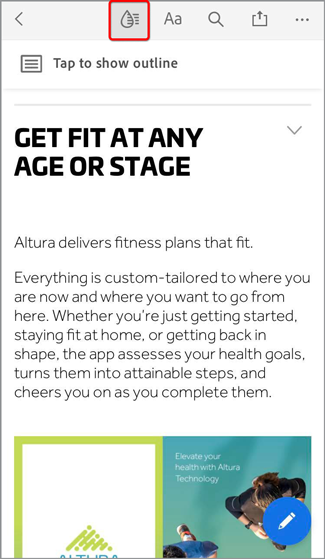 Aa
Tap to show outline
GET FIT AT ANY
AGE OR STAGE
Altura delivers fitness plans that fit.
Everything is custom-tailored to where you
are now and where you want to go from
here. Whether you're just getting started,
staying fit at home, or getting back in
shape, the app assesses your health goals,
turns them into attainable steps, and
cheers you on as you complete them.
Elevate your
health with Altura
Technology
ALTURA